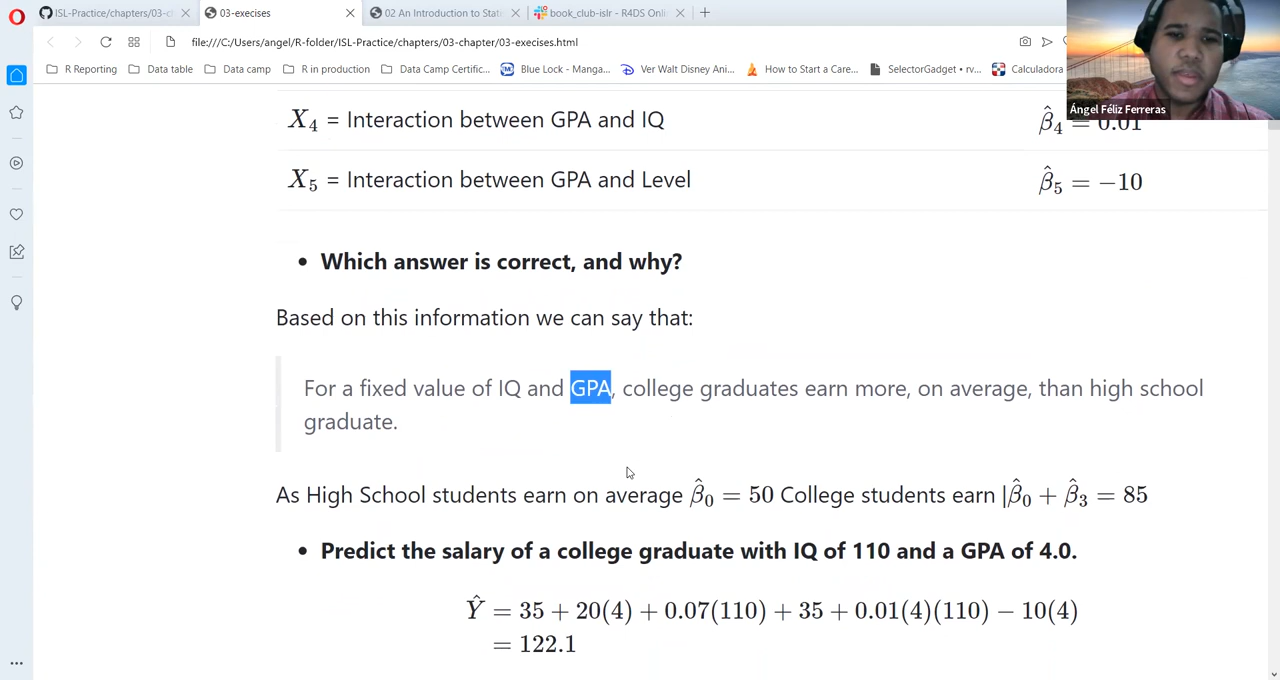 ISL-Practice/chapters/03-ch
03-execises
02 An Introduction to State
book_club-islr - R4DS Onli
file:///C:/Users/angel/R-folder/ISL-Practice/chapters/03-chapter/03-execises.html
R Reporting
Data table
Data camp
R in production
Data Camp Certific...
Blue Lock - Manga...
Ver Walt Disney Ani...
How to Start a Care...
SelectorGadget • rv...
Calculadora
Ángel Féliz Ferreras
X₄ = Interaction between GPA and IQ
β̂₄ = 0.01
X₅ = Interaction between GPA and Level
β̂₅ = −10
• Which answer is correct, and why?
Based on this information we can say that:
For a fixed value of IQ and GPA, college graduates earn more, on average, than high school
graduate.
As High School students earn on average β̂₀ = 50 College students earn |β̂₀ + β̂₃ = 85
• Predict the salary of a college graduate with IQ of 110 and a GPA of 4.0.
Ŷ = 35 + 20(4) + 0.07(110) + 35 + 0.01(4)(110) − 10(4)
= 122.1